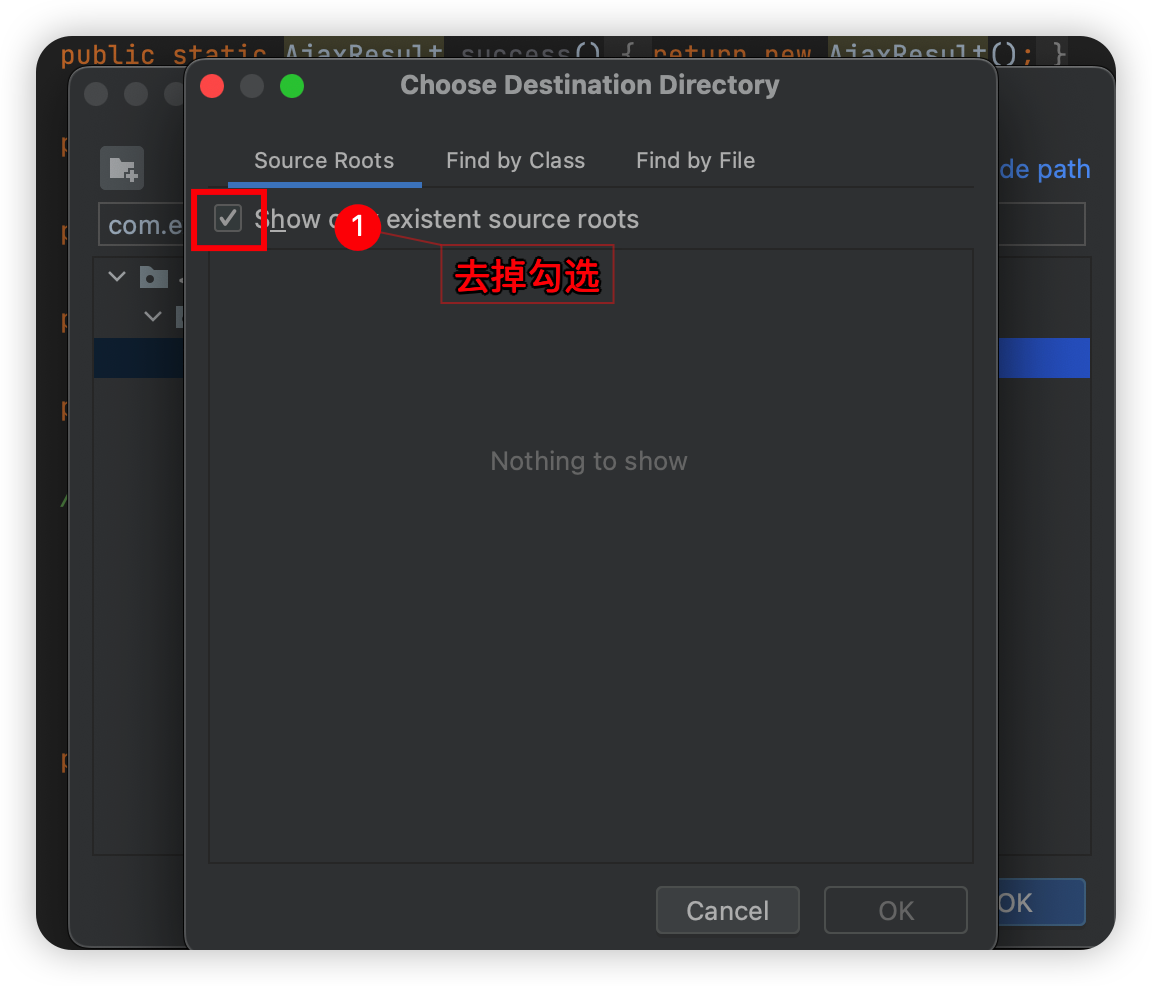 public static AjaxResult success() { return new AjaxResult(); }
Choose Destination Directory
Source Roots Find by Class Find by File
de path
com.e
Show existent source roots
1
去掉勾选
Nothing to show
Cancel OK
OK